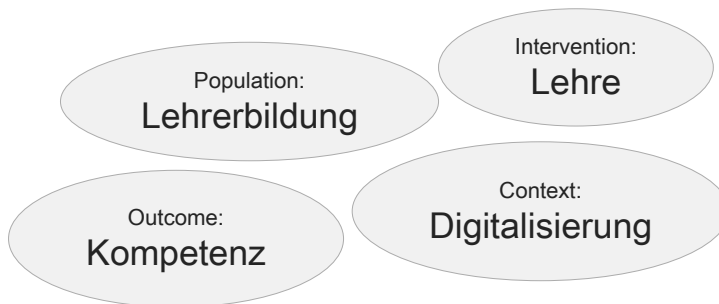 Population:
Lehrerbildung
Intervention:
Lehre
Outcome:
Kompetenz
Context:
Digitalisierung